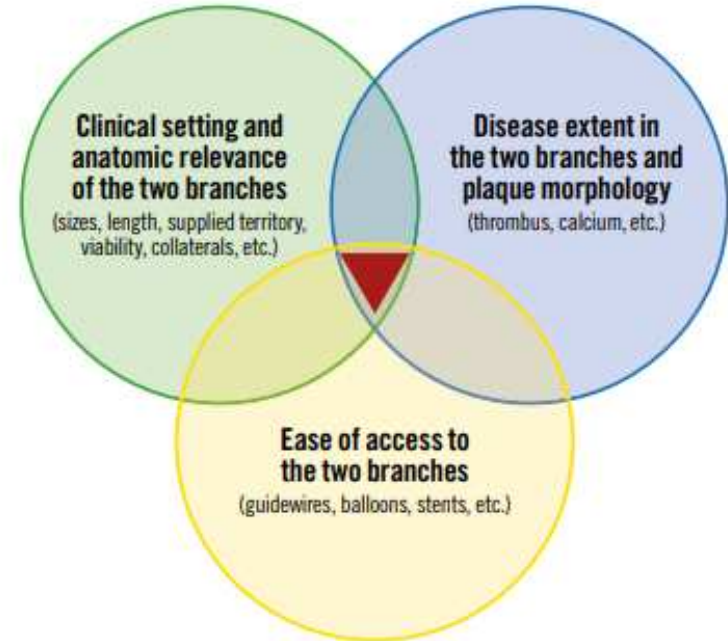 Clinical setting and
anatomic relevance
of the two branches
(sizes, length, supplied territory,
viability, collaterals, etc.)
Disease extent in
the two branches and
plaque morphology
(thrombus, calcium, etc.)
Ease of access to
the two branches
(guidewires, balloons, stents, etc.)